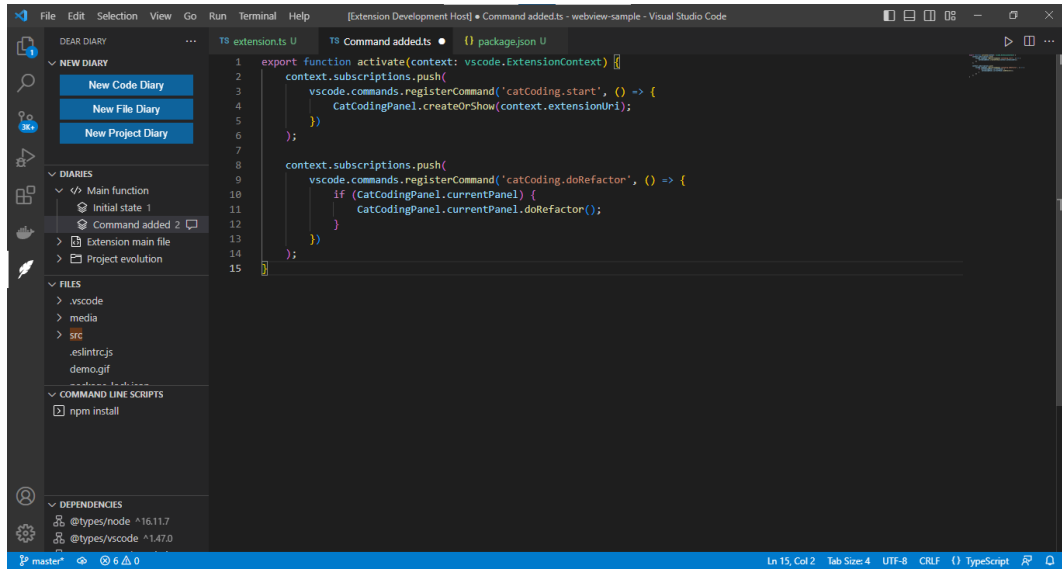 File Edit Selection View Go Run Terminal Help [Extension Development Host] ● Command added.ts - webview-sample - Visual Studio Code
DEAR DIARY ...
TS extension.ts U TS Command added.ts ● {} package.json U
1
3K+
NEW DIARY
New Code Diary
New File Diary
New Project Diary
DIARIES
Main function
Initial state 1
Command added 2
Extension main file
Project evolution
FILES
.vscode
media
src
.eslintrc.js
demo.gif
COMMAND LINE SCRIPTS
npm install
DEPENDENCIES
@types/node ^16.11.7
@types/vscode ^1.47.0
1 export function activate(context: vscode.ExtensionContext) {
2 context.subscriptions.push(
3 vscode.commands.registerCommand('catCoding.start', () => {
4 CatCodingPanel.createOrShow(context.extensionUri);
5 })
6 );
7
8 context.subscriptions.push(
9 vscode.commands.registerCommand('catCoding.doRefactor', () => {
10 if (CatCodingPanel.currentPanel) {
11 CatCodingPanel.currentPanel.doRefactor();
12 }
13 })
14 );
15 }
master* 6 0 Ln 15, Col 2 Tab Size: 4 UTF-8 CRLF {} TypeScript